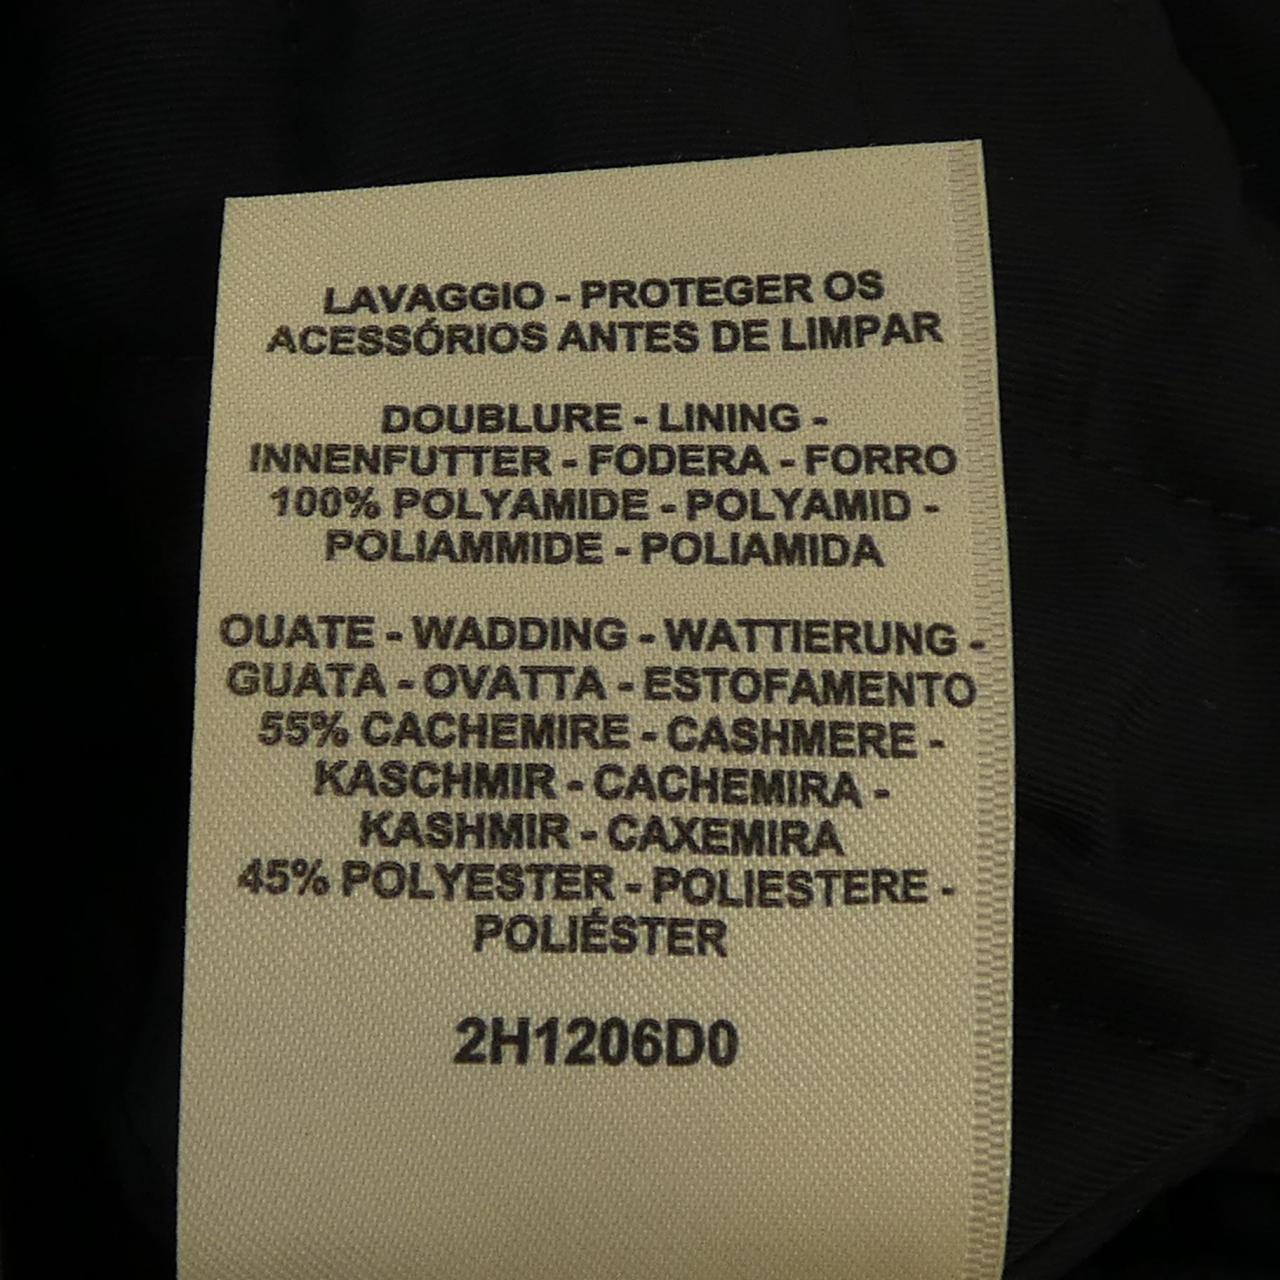 LAVAGGIO - PROTEGER OS
ACESSÓRIOS ANTES DE LIMPAR
DOUBLURE - LINING -
INNENFUTTER - FODERA - FORRO
100% POLYAMIDE - POLYAMID -
POLIAMMIDE - POLIAMIDA
OUATE - WADDING - WATTIERUNG -
GUATA - OVATTA - ESTOFAMENTO
55% CACHEMIRE - CASHMERE -
KASCHMIR - CACHEMIRA -
KASHMIR - CAXEMIRA
45% POLYESTER - POLIESTERE -
POLIÉSTER
2H1206D0